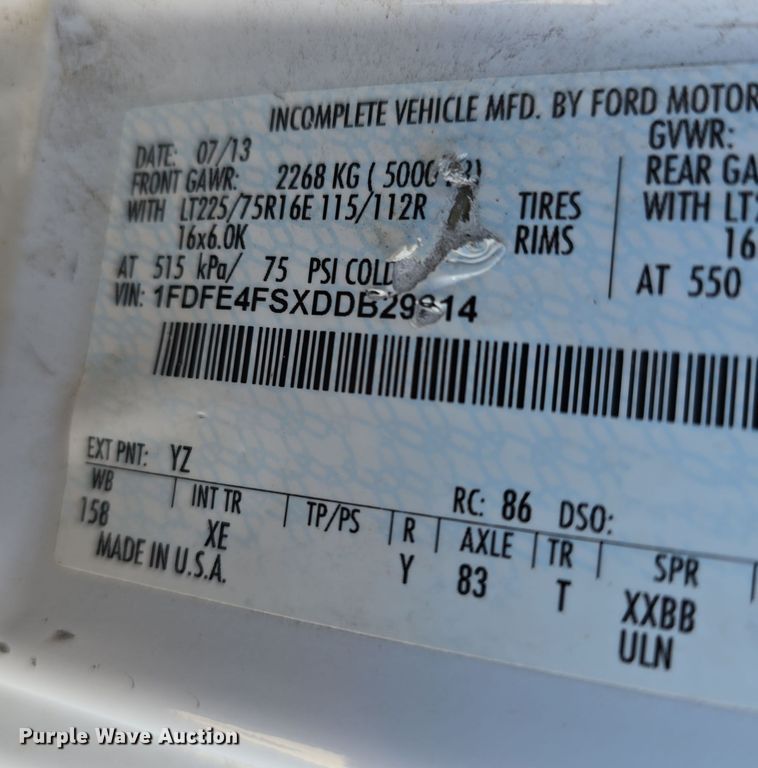 INCOMPLETE VEHICLE MFD. BY FORD MOTOR
DATE: 07/13 GVWR:
FRONT GAWR: 2268 KG ( 5000 REAR GA
WITH LT225/75R16E 115/112R TIRES WITH LT2
16x6.0K RIMS 16
AT 515 kPa/ 75 PSI COLD AT 550
VIN:
EXT PNT: YZ RC: 86 DSO:
WB INT TR TP/PS R AXLE TR SPR
158 XE Y 83 T XXBB
MADE IN U.S.A. ULN
Purple Wave Auction